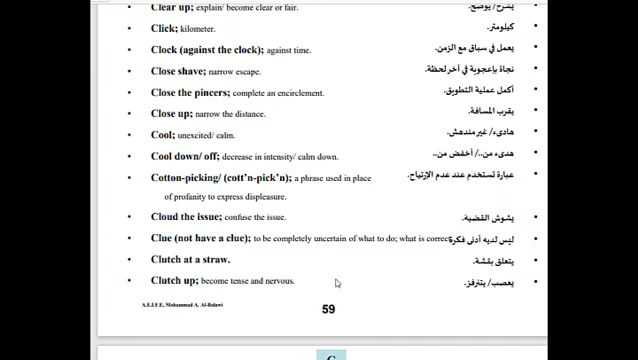 Clear up; explain/ become clear or fair. يشرح/ يوضح.
Click; kilometer. كيلومتر.
Clock (against the clock); against time. يعمل في سباق مع الزمن.
Close shave; narrow escape. نجاة بإعجوبة في أخر لحظة.
Close the pincers; complete an encirclement. أكمل عملية التطويق.
Close up; narrow the distance. يقرب المسافة.
Cool; unexcited/ calm. هادىء/ غير مندهش.
Cool down/ off; decrease in intensity/ calm down. هدىء من../ أخفض من..
Cotton-picking/ (cott'n-pick'n); a phrase used in place عبارة تستخدم عند عدم الإرتياح.
of profanity to express displeasure.
Cloud the issue; confuse the issue. يشوش القضية.
Clue (not have a clue); to be completely uncertain of what to do; what is correct ليس لديه أدنى فكرة
Clutch at a straw. يتعلق بقشة.
Clutch up; become tense and nervous. يعصب/ يتنرفز.
A.E.I.F.E, Mohammad A. Al-Balawi
59